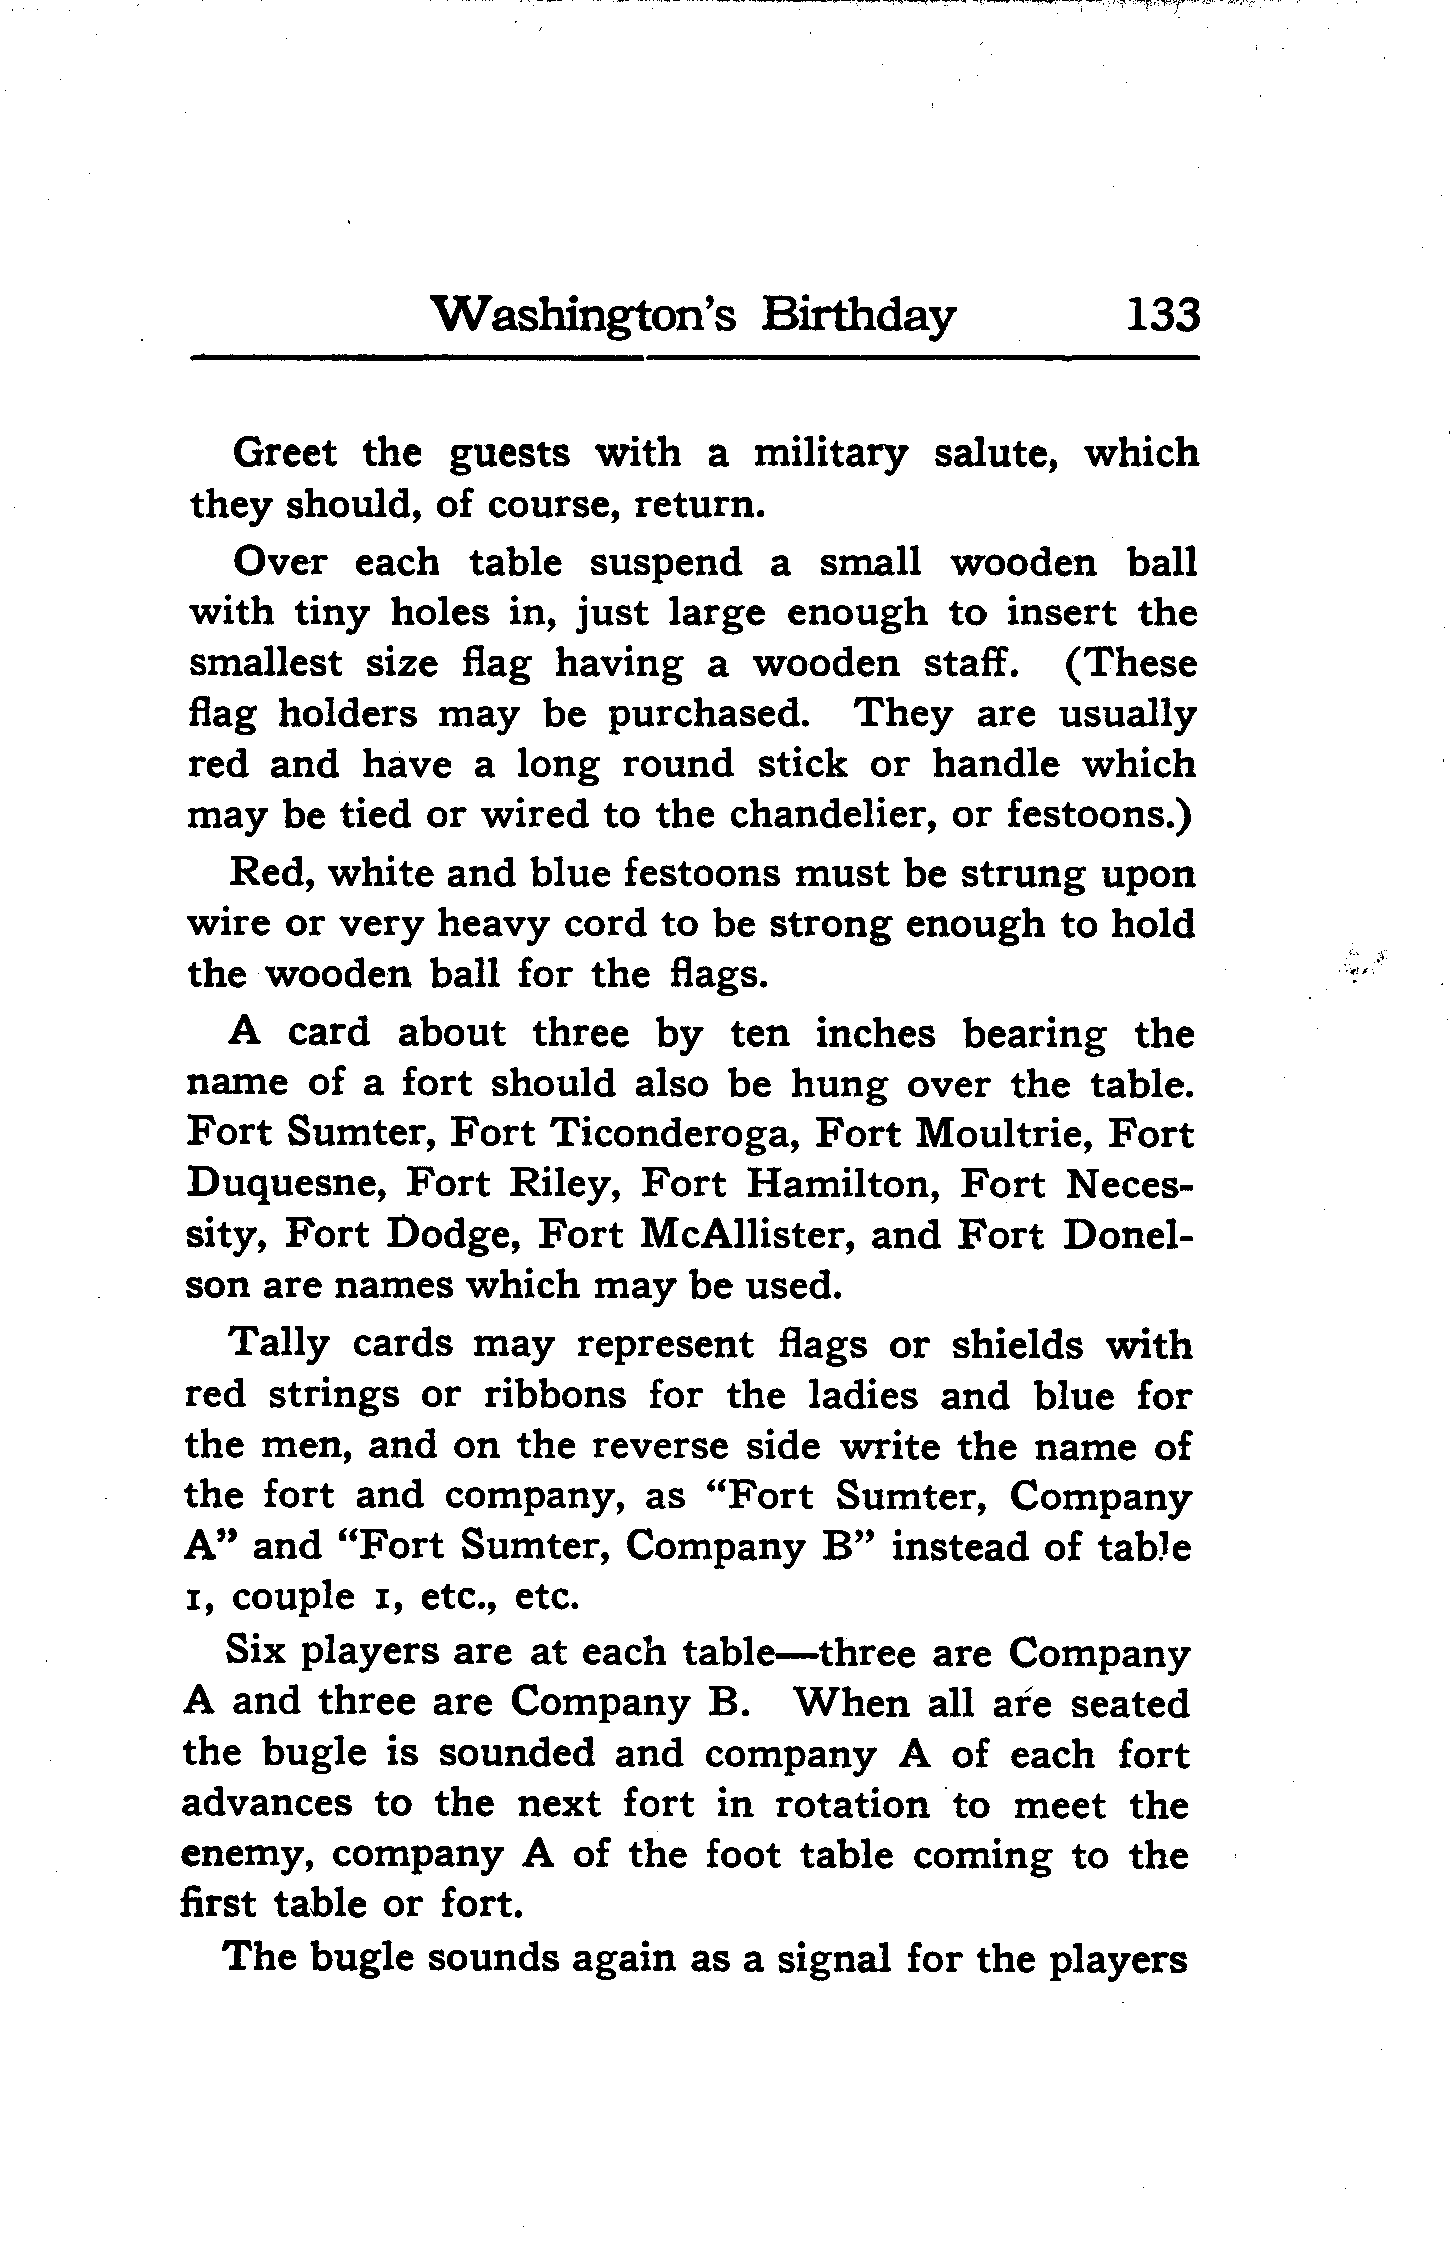 Washington's Birthday 133
Greet the guests with a military salute, which
they should, of course, return.
Over each table suspend a small wooden ball
with tiny holes in, just large enough to insert the
smallest size flag having a wooden staff. (These
flag holders may be purchased. They are usually
red and have a long round stick or handle which
may be tied or wired to the chandelier, or festoons.)
Red, white and blue festoons must be strung upon
wire or very heavy cord to be strong enough to hold
the wooden ball for the flags.
A card about three by ten inches bearing the
name of a fort should also be hung over the table.
Fort Sumter, Fort Ticonderoga, Fort Moultrie, Fort
Duquesne, Fort Riley, Fort Hamilton, Fort Neces-
sity, Fort Dodge, Fort McAllister, and Fort Donel-
son are names which may be used.
Tally cards may represent flags or shields with
red strings or ribbons for the ladies and blue for
the men, and on the reverse side write the name of
the fort and company, as "Fort Sumter, Company
A" and "Fort Sumter, Company B" instead of table
1, couple 1, etc., etc.
Six players are at each table—three are Company
A and three are Company B. When all are seated
the bugle is sounded and company A of each fort
advances to the next fort in rotation to meet the
enemy, company A of the foot table coming to the
first table or fort.
The bugle sounds again as a signal for the players